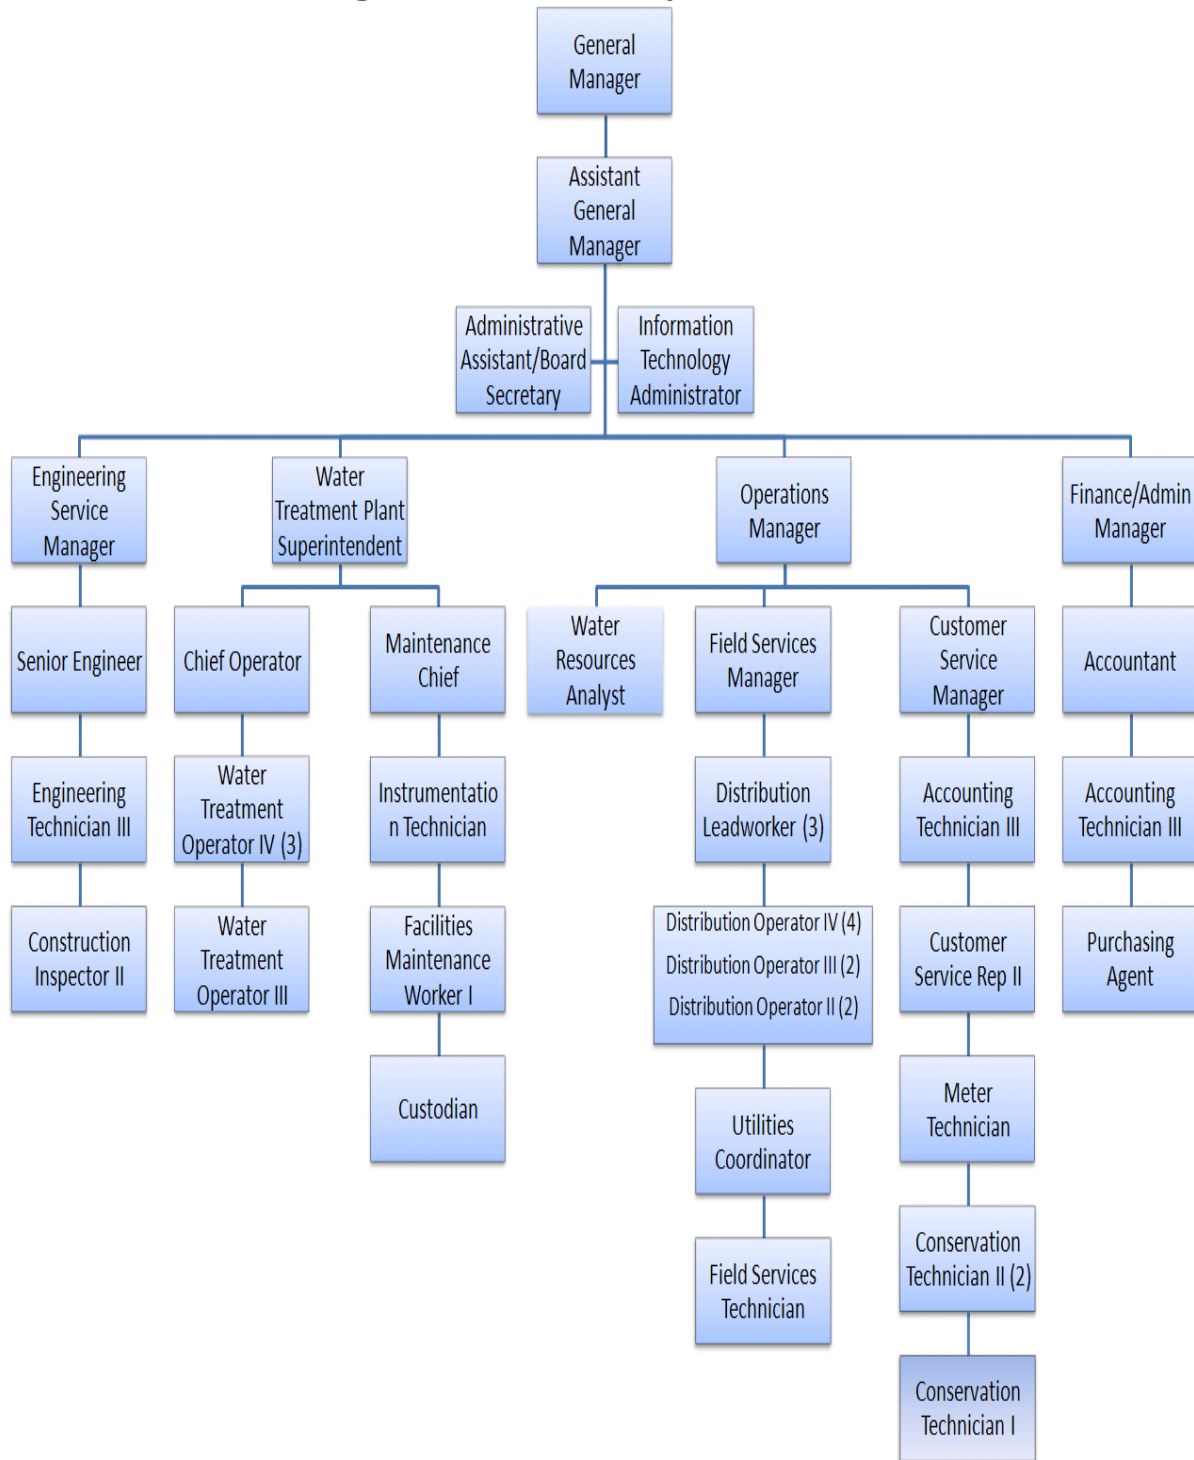 General
Manager
Assistant
General
Manager
Administrative
Assistant/Board
Secretary
Information
Technology
Administrator
Engineering
Service
Manager
Water
Treatment Plant
Superintendent
Operations
Manager
Finance/Admin
Manager
Senior Engineer
Chief Operator
Maintenance
Chief
Water
Resources
Analyst
Field Services
Manager
Customer
Service
Manager
Accountant
Engineering
Technician III
Water
Treatment
Operator IV (3)
Instrumentatio
n Technician
Distribution
Leadworker (3)
Accounting
Technician III
Accounting
Technician III
Construction
Inspector II
Water
Treatment
Operator III
Facilities
Maintenance
Worker I
Distribution Operator IV (4)
Distribution Operator III (2)
Distribution Operator II (2)
Customer
Service Rep II
Purchasing
Agent
Custodian
Utilities
Coordinator
Meter
Technician
Field Services
Technician
Conservation
Technician II (2)
Conservation
Technician I